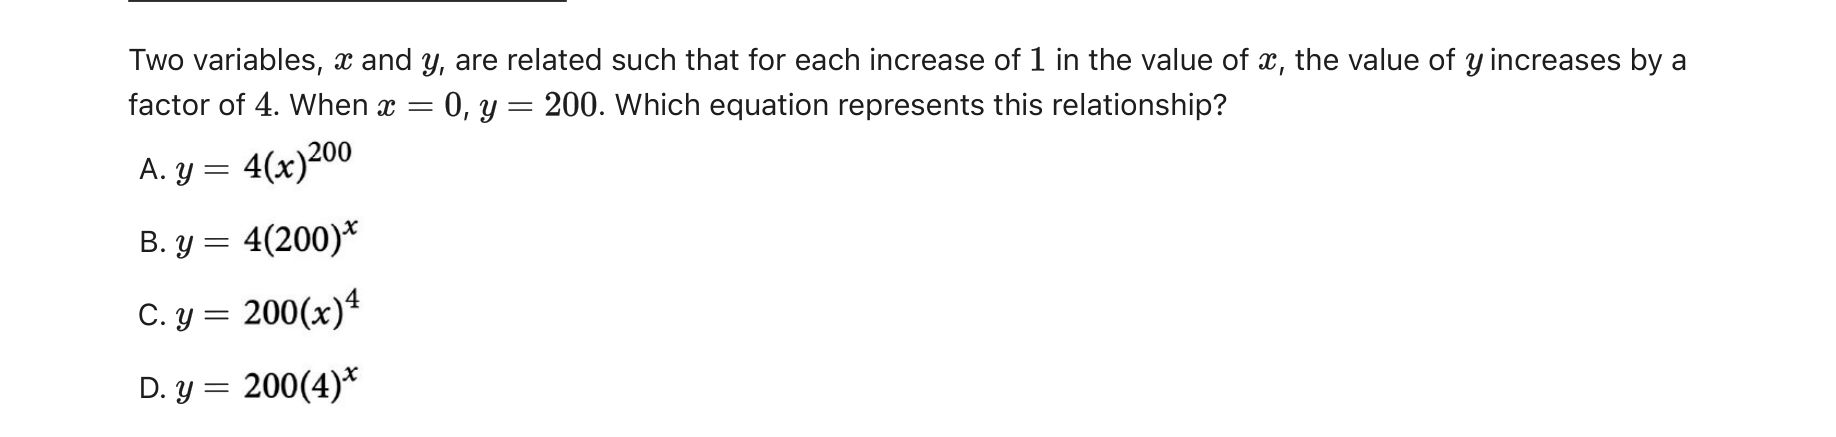 Two variables, x and y, are related such that for each increase of 1 in the value of x, the value of y increases by a
factor of 4. When x = 0, y = 200. Which equation represents this relationship?
A. y = 4(x)²⁰⁰
B. y = 4(200)ˣ
C. y = 200(x)⁴
D. y = 200(4)ˣ